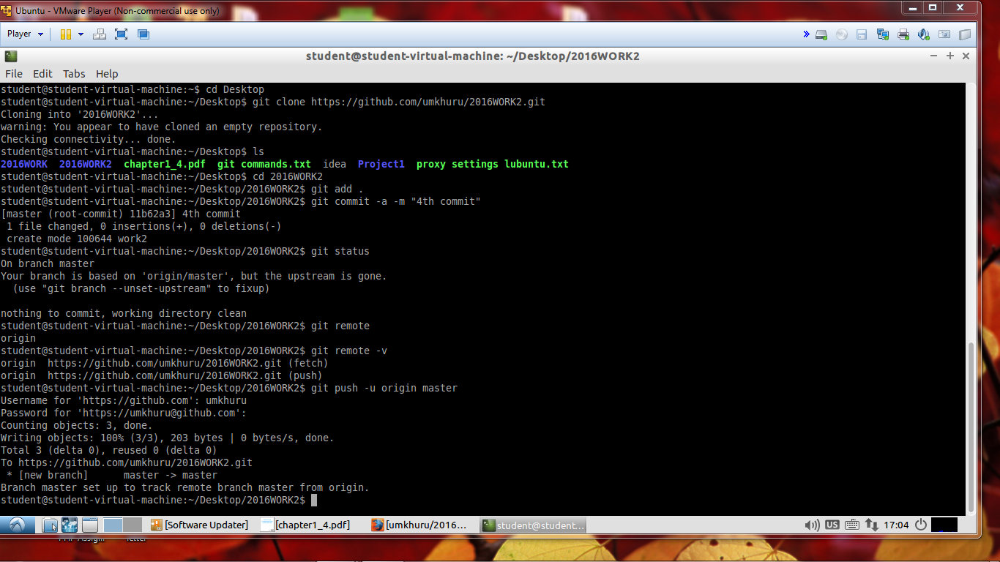 Ubuntu - VMware Player (Non-commercial use only)
Player
student@student-virtual-machine: ~/Desktop/2016WORK2
File Edit Tabs Help
student@student-virtual-machine:~$ cd Desktop
student@student-virtual-machine:~/Desktop$ git clone https://github.com/umkhuru/2016WORK2.git
Cloning into '2016WORK2'...
warning: You appear to have cloned an empty repository.
Checking connectivity... done.
student@student-virtual-machine:~/Desktop$ ls
2016WORK 2016WORK2 chapter1_4.pdf git commands.txt idea Project1 proxy settings lubuntu.txt
student@student-virtual-machine:~/Desktop$ cd 2016WORK2
student@student-virtual-machine:~/Desktop/2016WORK2$ git add .
student@student-virtual-machine:~/Desktop/2016WORK2$ git commit -a -m "4th commit"
[master (root-commit) 11b62a3] 4th commit
 1 file changed, 0 insertions(+), 0 deletions(-)
 create mode 100644 work2
student@student-virtual-machine:~/Desktop/2016WORK2$ git status
On branch master
Your branch is based on 'origin/master', but the upstream is gone.
  (use "git branch --unset-upstream" to fixup)
nothing to commit, working directory clean
student@student-virtual-machine:~/Desktop/2016WORK2$ git remote
origin
student@student-virtual-machine:~/Desktop/2016WORK2$ git remote -v
origin  https://github.com/umkhuru/2016WORK2.git (fetch)
origin  https://github.com/umkhuru/2016WORK2.git (push)
student@student-virtual-machine:~/Desktop/2016WORK2$ git push -u origin master
Username for 'https://github.com': umkhuru
Password for 'https://umkhuru@github.com':
Counting objects: 3, done.
Writing objects: 100% (3/3), 203 bytes | 0 bytes/s, done.
Total 3 (delta 0), reused 0 (delta 0)
To https://github.com/umkhuru/2016WORK2.git
 * [new branch]      master -> master
Branch master set up to track remote branch master from origin.
student@student-virtual-machine:~/Desktop/2016WORK2$
[Software Updater] [chapter1_4.pdf] [umkhuru/2016... student@student... US 17:04